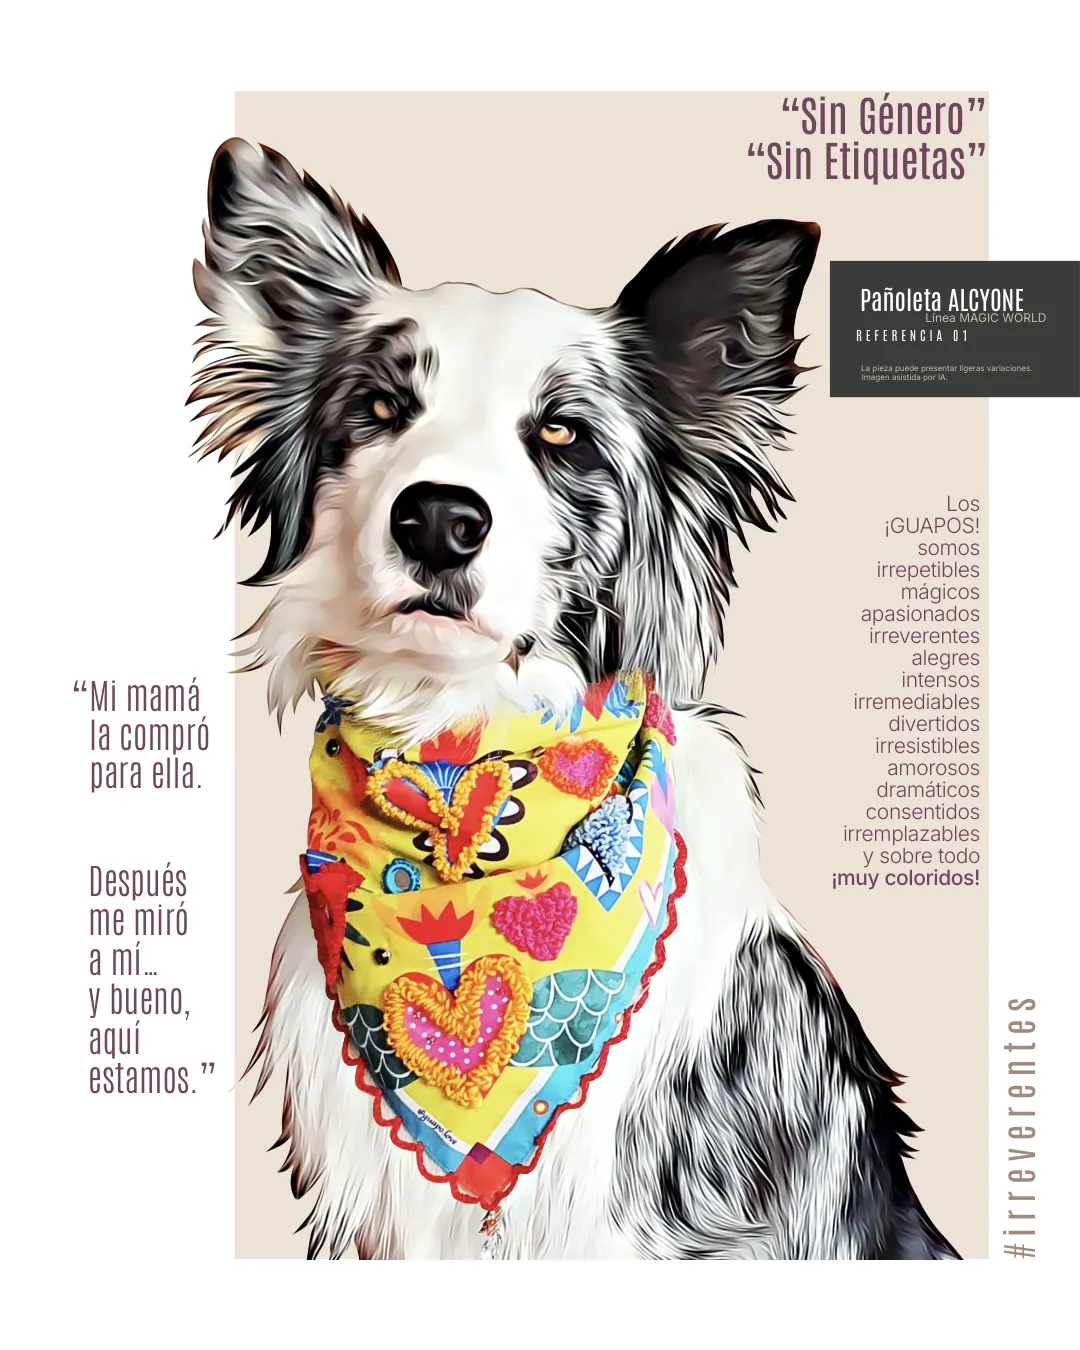 “Sin Género”
“Sin Etiquetas”
Pañoleta ALCYONE
Línea MAGIC WORLD
REFERENCIA 01
La pieza puede presentar ligeras variaciones.
Imagen asistida por IA.
Los
¡GUAPOS!
somos
irrepetibles
mágicos
apasionados
irreverentes
alegres
intensos
irremediables
divertidos
irresistibles
amorosos
dramáticos
consentidos
irremplazables
y sobre todo
¡muy coloridos!
“Mi mamá
la compró
para ella.
Después
me miró
a mí...
y bueno,
aquí
estamos.”
#irreverentes